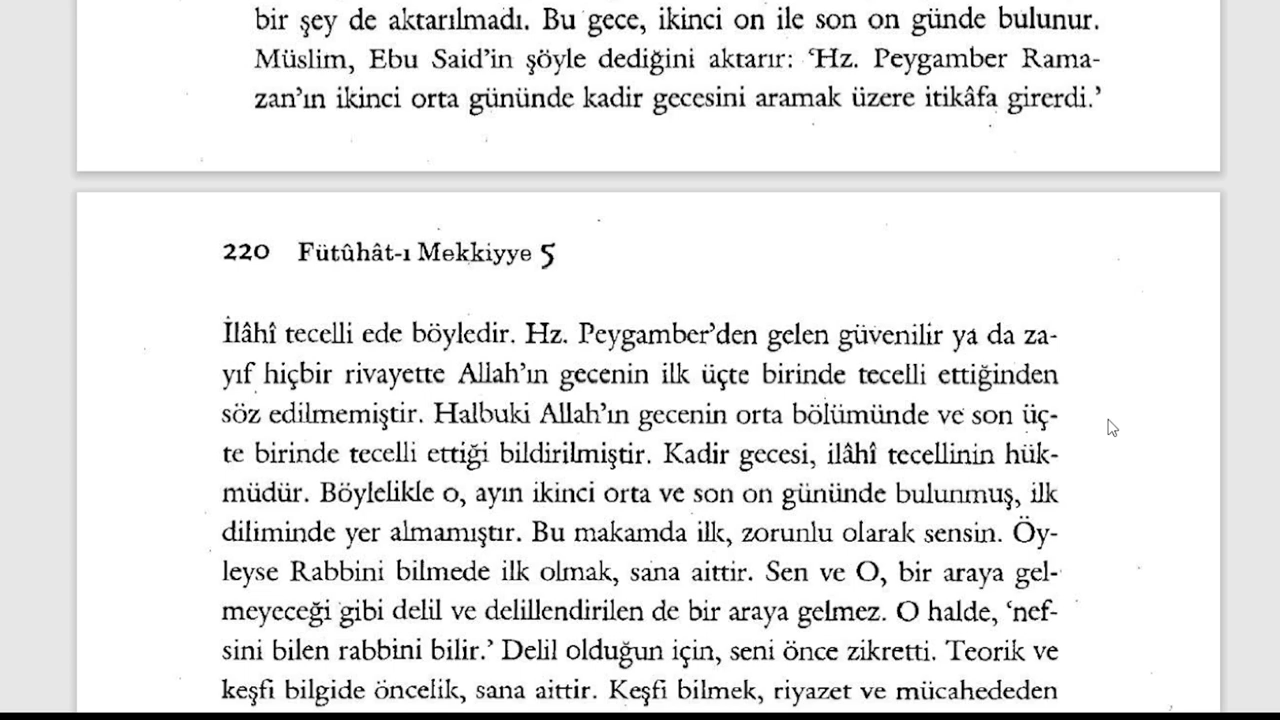 bir şey de aktarılmadı. Bu gece, ikinci on ile son on günde bulunur.
Müslim, Ebu Said'in şöyle dediğini aktarır: 'Hz. Peygamber Rama-
zan'ın ikinci orta gününde kadir gecesini aramak üzere itikâfa girerdi.'
220 Fütûhât-ı Mekkiyye 5
İlâhî tecelli ede böyledir. Hz. Peygamber'den gelen güvenilir ya da za-
yıf hiçbir rivayette Allah'ın gecenin ilk üçte birinde tecelli ettiğinden
söz edilmemiştir. Halbuki Allah'ın gecenin orta bölümünde ve son üç-
te birinde tecelli ettiği bildirilmiştir. Kadir gecesi, ilâhî tecellinin hük-
müdür. Böylelikle o, ayın ikinci orta ve son on gününde bulunmuş, ilk
diliminde yer almamıştır. Bu makamda ilk, zorunlu olarak sensin. Öy-
leyse Rabbini bilmede ilk olmak, sana aittir. Sen ve O, bir araya gel-
meyeceği gibi delil ve delillendirilen de bir araya gelmez. O halde, 'nef-
sini bilen rabbini bilir.' Delil olduğun için, seni önce zikretti. Teorik ve
keşfi bilgide öncelik, sana aittir. Keşfi bilmek, riyazet ve mücahededen